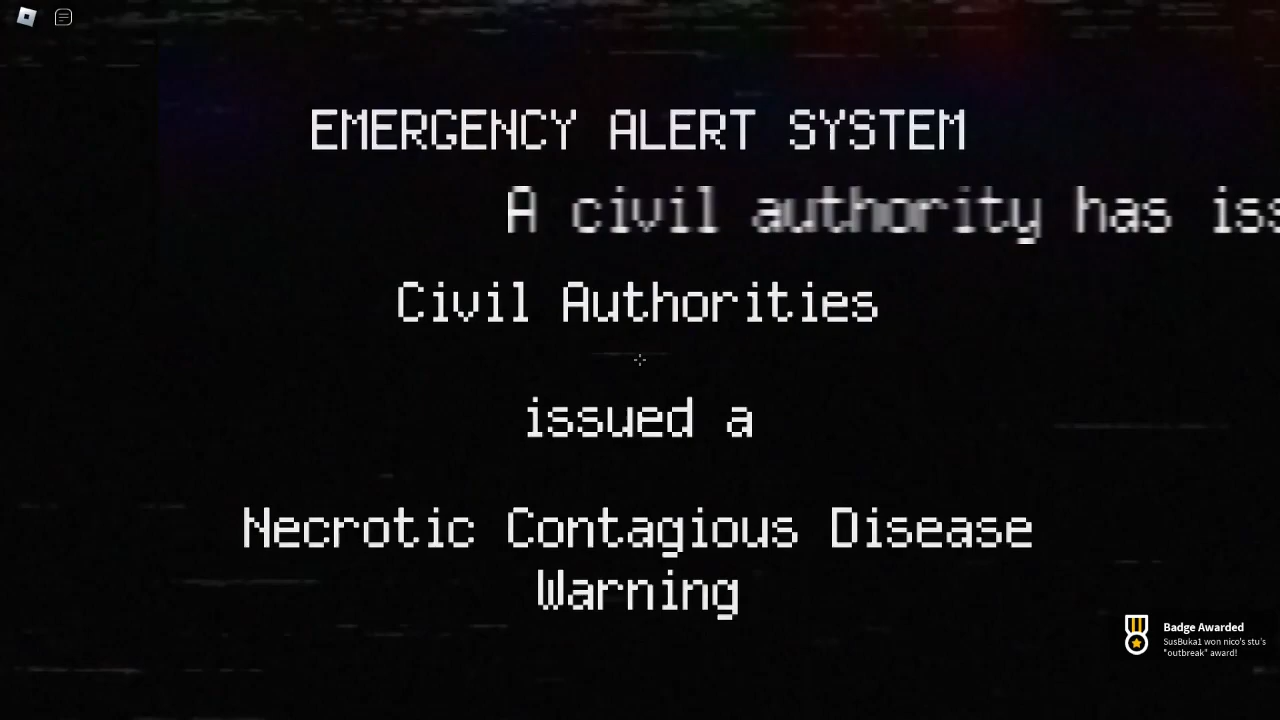 EMERGENCY ALERT SYSTEM
A civil authority has iss
Civil Authorities
issued a
Necrotic Contagious Disease
Warning
Badge Awarded
SusBuka1 won nico's stu's
"outbreak" award!